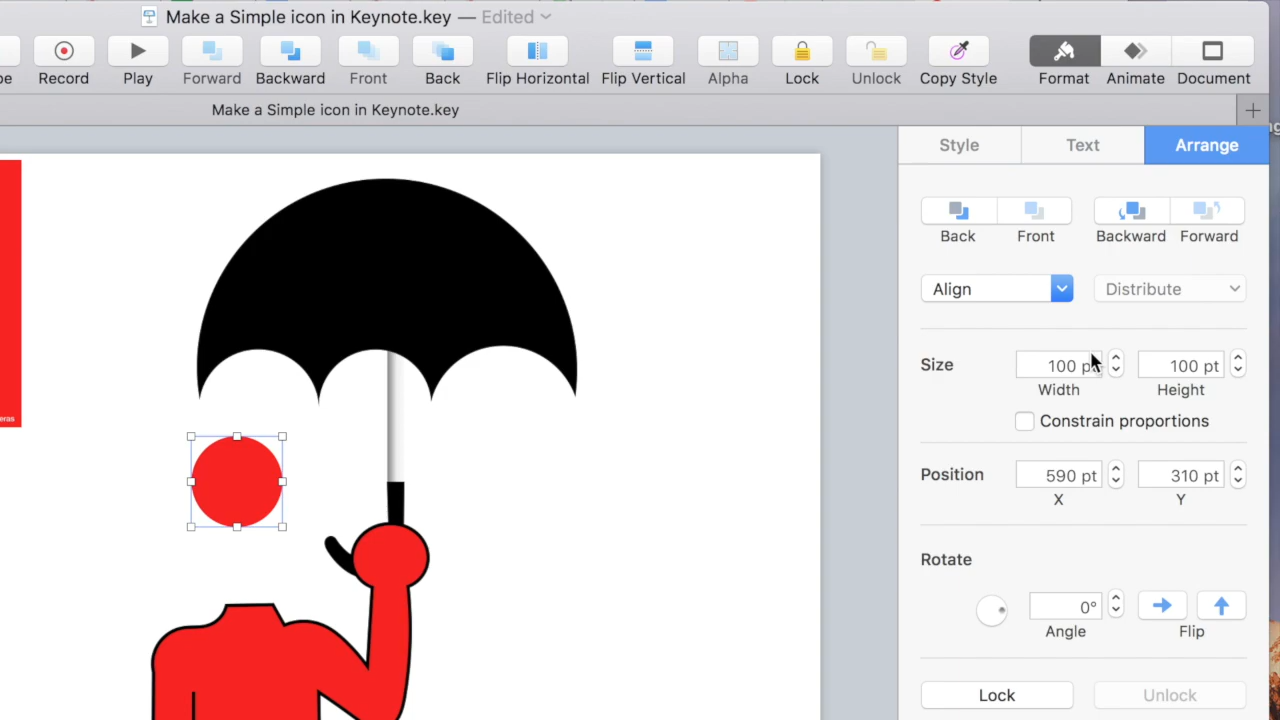 Make a Simple icon in Keynote.key — Edited
pe Record Play Forward Backward Front Back Flip Horizontal Flip Vertical Alpha Lock Unlock Copy Style Format Animate Document
Make a Simple icon in Keynote.key
Style Text Arrange
Back Front Backward Forward
Align Distribute
Size 100 pt 100 pt
Width Height
Constrain proportions
eras
Position 590 pt 310 pt
X Y
Rotate
0°
Angle Flip
Lock Unlock